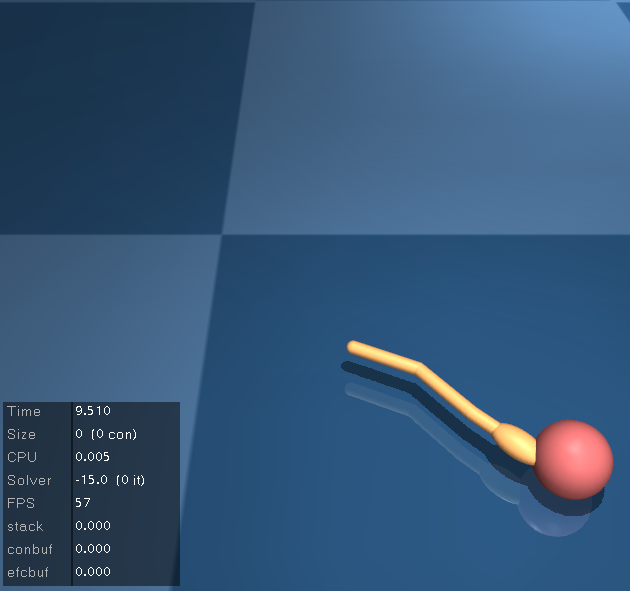 Time 9.510
Size 0 (0 con)
CPU 0.005
Solver -15.0 (0 it)
FPS 57
stack 0.000
conbuf 0.000
efcbuf 0.000